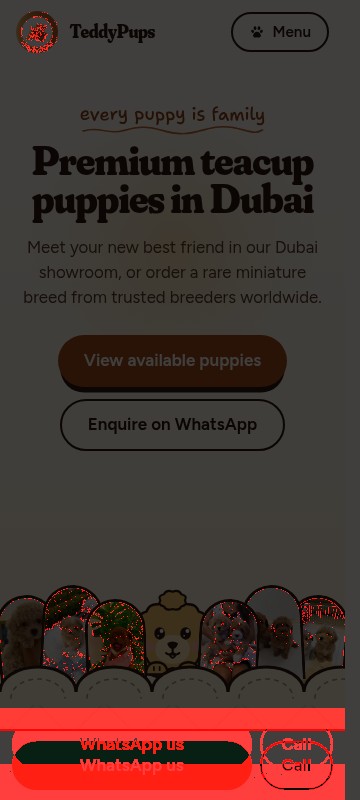 TeddyPups
Menu
every puppy is family
Premium teacup
puppies in Dubai
Meet your new best friend in our Dubai
showroom, or order a rare miniature
breed from trusted breeders worldwide.
View available puppies
Enquire on WhatsApp
WhatsApp us
Call
WhatsApp us
Call